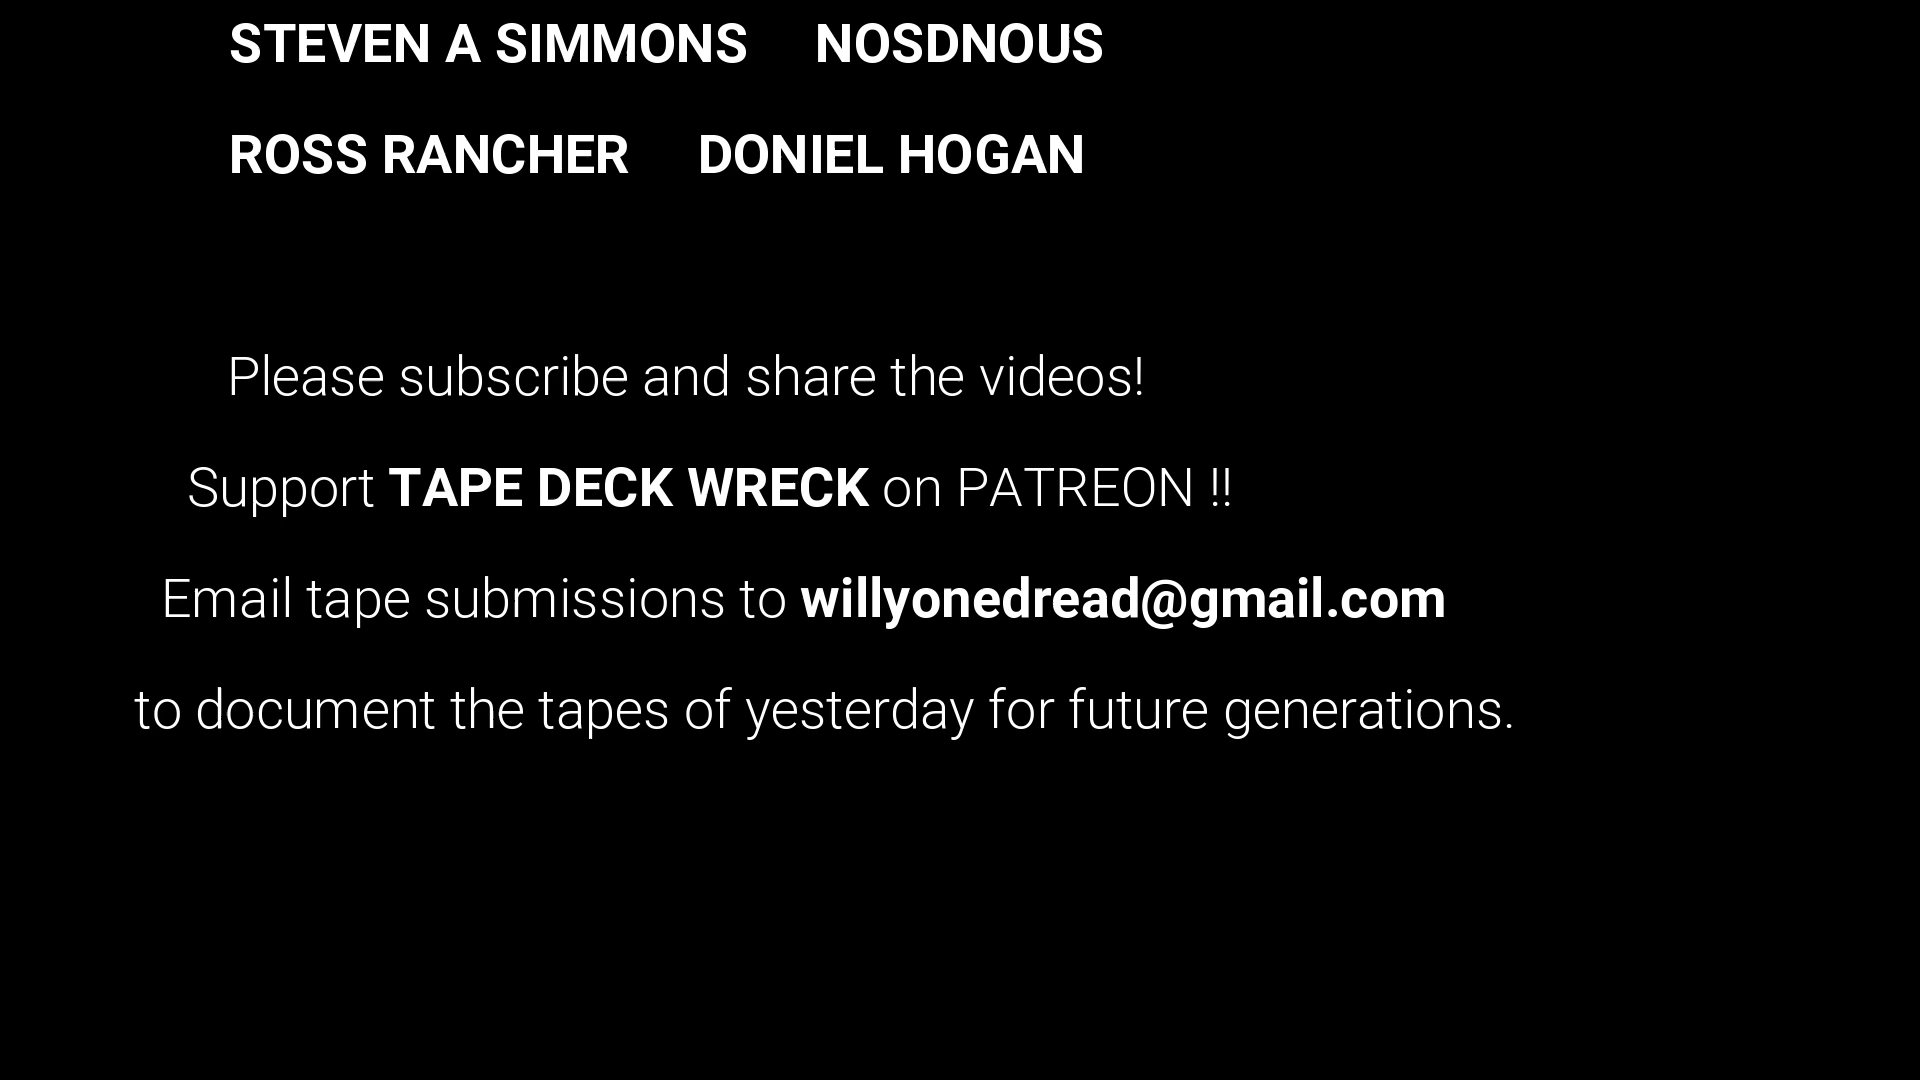 STEVEN A SIMMONS NOSDNOUS
ROSS RANCHER DONIEL HOGAN
Please subscribe and share the videos!
Support TAPE DECK WRECK on PATREON !!
Email tape submissions to willyonedread@gmail.com
to document the tapes of yesterday for future generations.